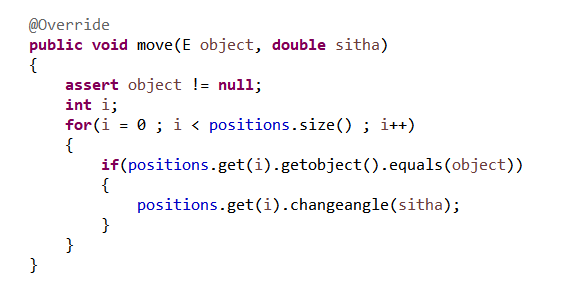 @Override
public void move(E object, double sitha)
{
    assert object != null;
    int i;
    for(i = 0 ; i < positions.size() ; i++)
    {
        if(positions.get(i).getobject().equals(object))
        {
            positions.get(i).changeangle(sitha);
        }
    }
}